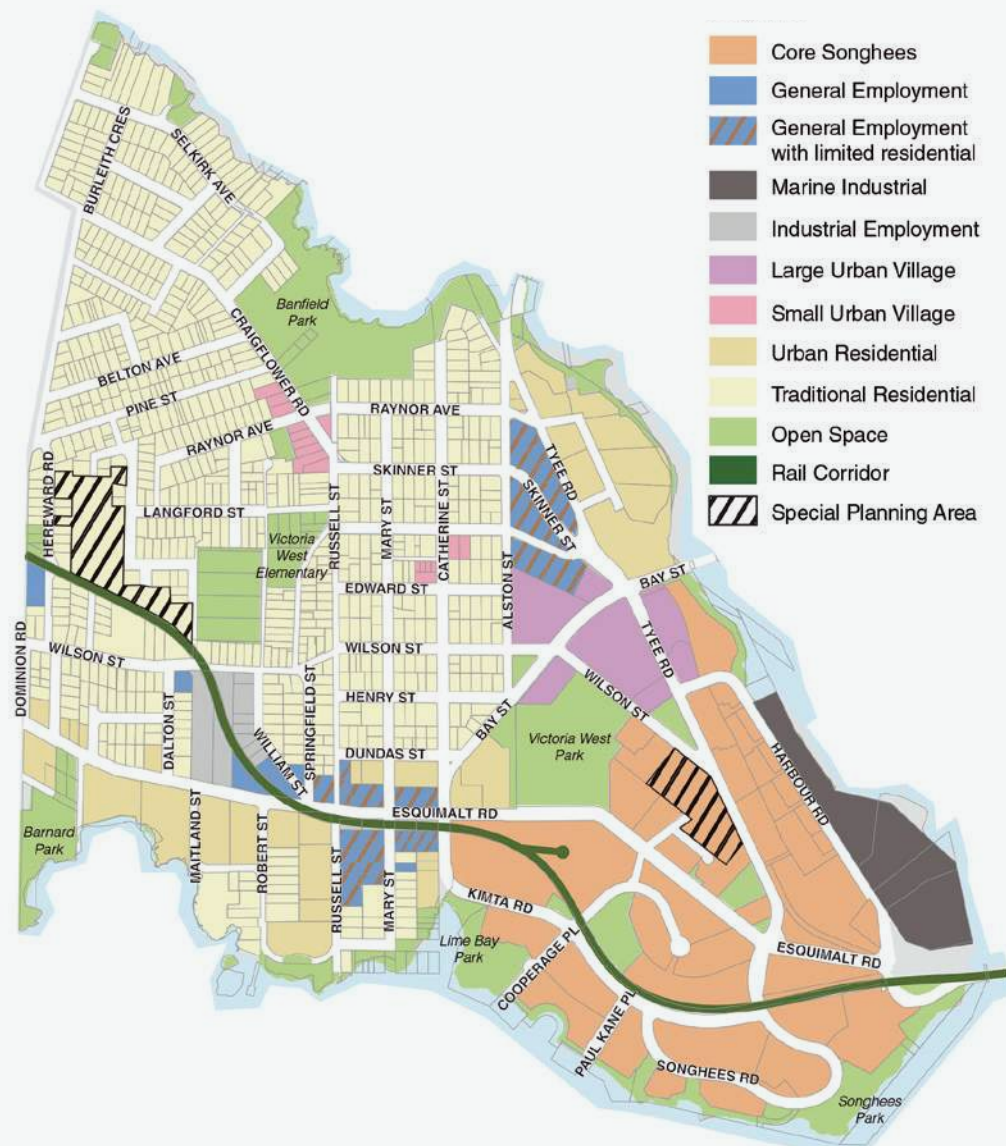 Core Songhees
General Employment
General Employment
with limited residential
Marine Industrial
Industrial Employment
Large Urban Village
Small Urban Village
Urban Residential
Traditional Residential
Open Space
Rail Corridor
Special Planning Area
BURLEITH CRES
SELKIRK AVE
Banfield
Park
CRAIGFLOWER RD
BELTON AVE
PINE ST
RAYNOR AVE
RAYNOR AVE
TYEE RD
HEREWARD RD
SKINNER ST
SKINNER ST
LANGFORD ST
Victoria
West
Elementary
RUSSELL ST
MARY ST
CATHERINE ST
ALSTON ST
EDWARD ST
BAY ST
TYEE RD
DOMINION RD
WILSON ST
WILSON ST
WILSON ST
HENRY ST
BAY ST
DALTON ST
WILLIAM ST
SPRINGFIELD ST
DUNDAS ST
Victoria West
Park
HARBOUR RD
ESQUIMALT RD
Barnard
Park
MAITLAND ST
ROBERT ST
RUSSELL ST
MARY ST
KIMTA RD
Lime Bay
Park
COOPERAGE PL
ESQUIMALT RD
PAUL KANE PL
SONGHEES RD
Songhees
Park